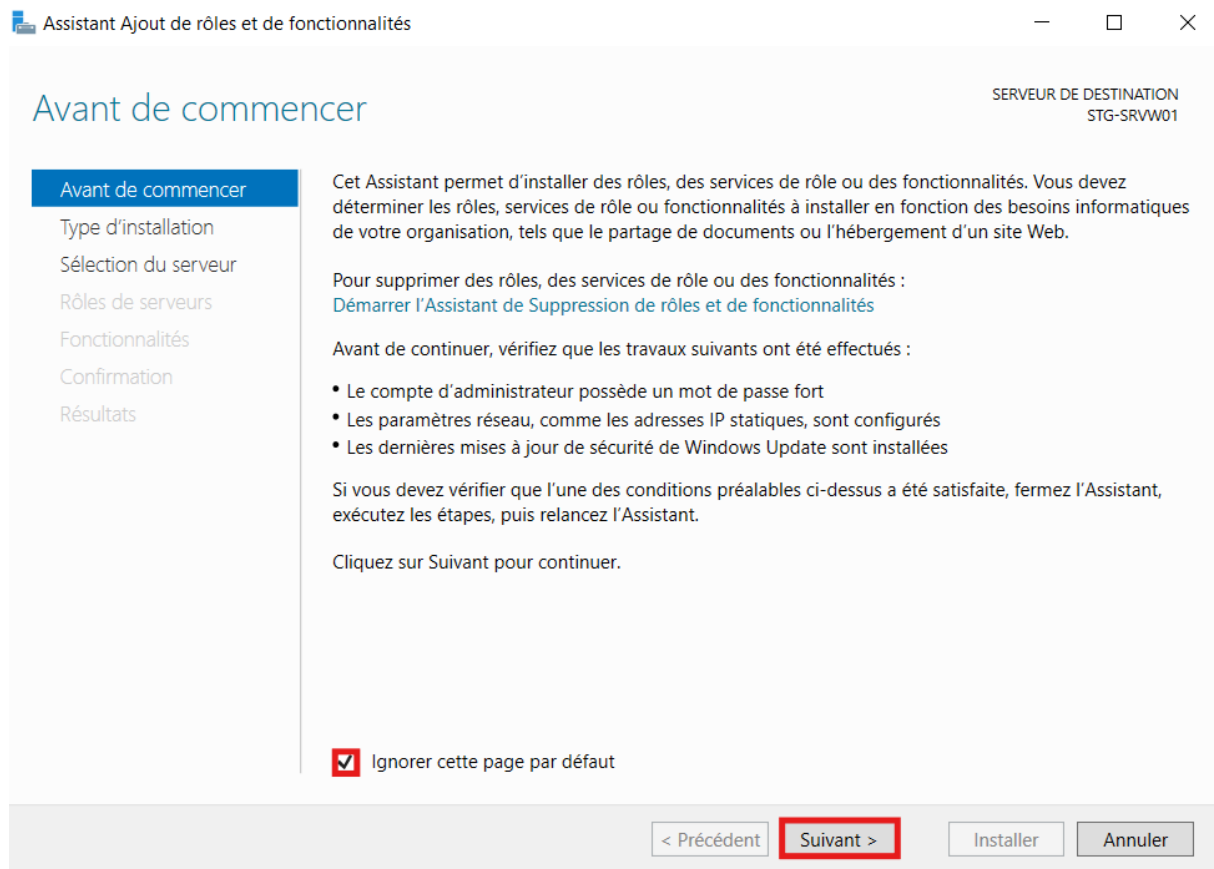 Assistant Ajout de rôles et de fonctionnalités
Avant de commencer
SERVEUR DE DESTINATION
STG-SRVW01
Avant de commencer
Type d’installation
Sélection du serveur
Rôles de serveurs
Fonctionnalités
Confirmation
Résultats
Cet Assistant permet d’installer des rôles, des services de rôle ou des fonctionnalités. Vous devez
déterminer les rôles, services de rôle ou fonctionnalités à installer en fonction des besoins informatiques
de votre organisation, tels que le partage de documents ou l’hébergement d’un site Web.
Pour supprimer des rôles, des services de rôle ou des fonctionnalités :
Démarrer l’Assistant de Suppression de rôles et de fonctionnalités
Avant de continuer, vérifiez que les travaux suivants ont été effectués :
• Le compte d’administrateur possède un mot de passe fort
• Les paramètres réseau, comme les adresses IP statiques, sont configurés
• Les dernières mises à jour de sécurité de Windows Update sont installées
Si vous devez vérifier que l’une des conditions préalables ci-dessus a été satisfaite, fermez l’Assistant,
exécutez les étapes, puis relancez l’Assistant.
Cliquez sur Suivant pour continuer.
Ignorer cette page par défaut
< Précédent
Suivant >
Installer
Annuler